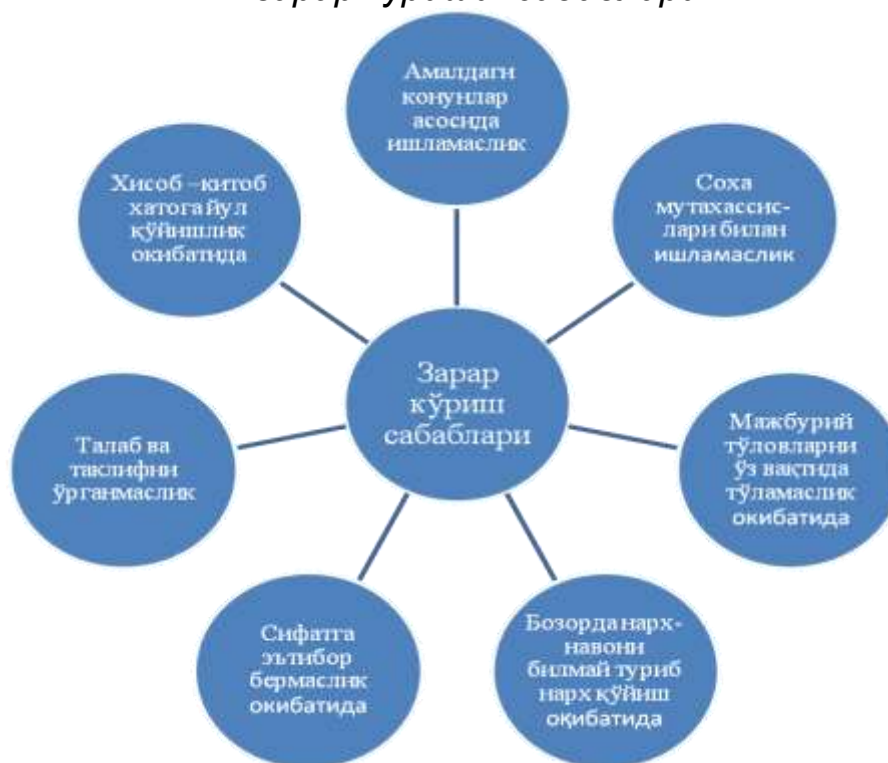 Амалдаги
конунлар
асосида
ишламаслик
Соха
мутахассис-
лари билан
ишламаслик
Мажбурий
тўловларни
ўз вақтида
тўламаслик
окибатида
Бозорда нарх-
навони
билмай туриб
нарх қўйиш
оқибатида
Сифатга
эътибор
бермаслик
окибатида
Талаб ва
таклифни
ўрганмаслик
Хисоб –китоб
хатога йул
қўйишлик
окибатида
Зарар
кўриш
сабаблари